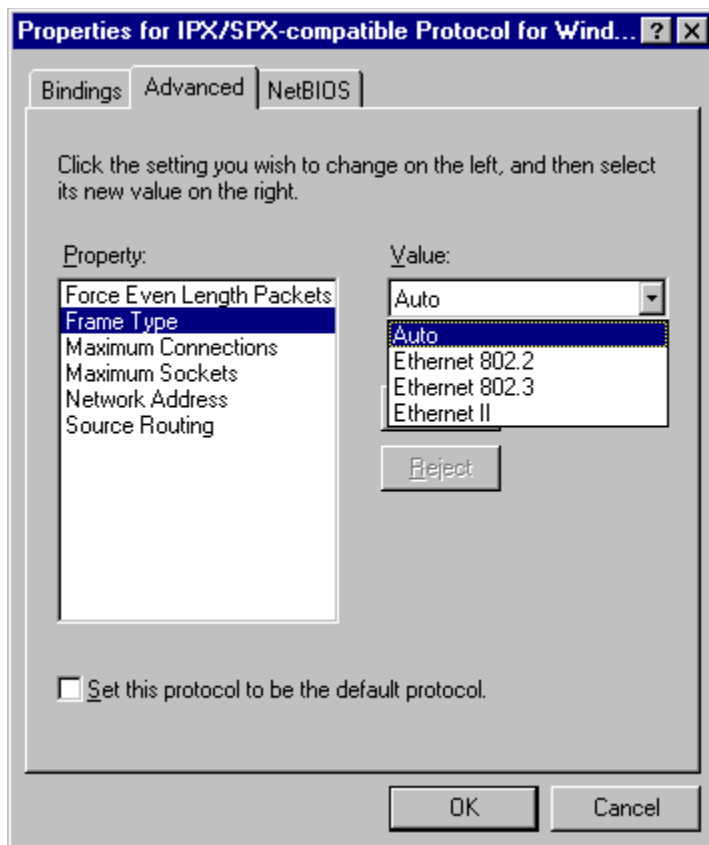 Properties for IPX/SPX-compatible Protocol for Wind...
Bindings
Advanced
NetBIOS
Click the setting you wish to change on the left, and then select
its new value on the right.
Property:
Force Even Length Packets
Frame Type
Maximum Connections
Maximum Sockets
Network Address
Source Routing
Value:
Auto
Auto
Ethernet 802.2
Ethernet 802.3
Ethernet II
Reject
Set this protocol to be the default protocol.
OK
Cancel